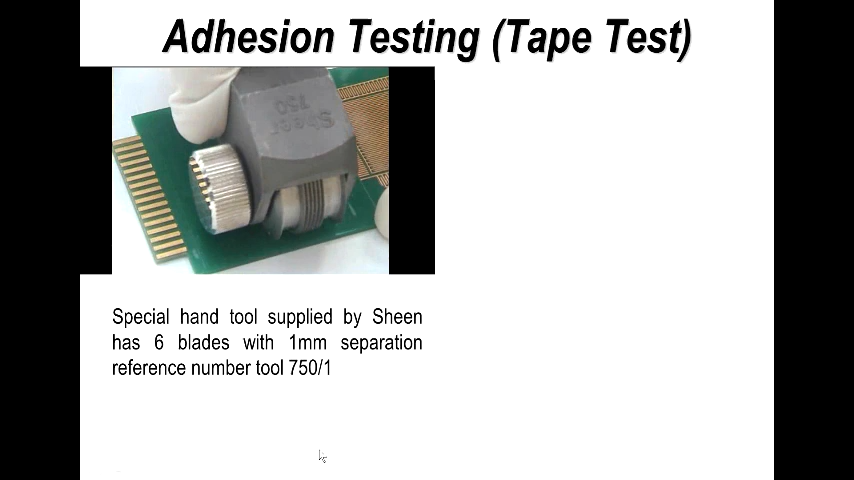 Adhesion Testing (Tape Test)
Sheen
750
Special hand tool supplied by Sheen
has 6 blades with 1mm separation
reference number tool 750/1